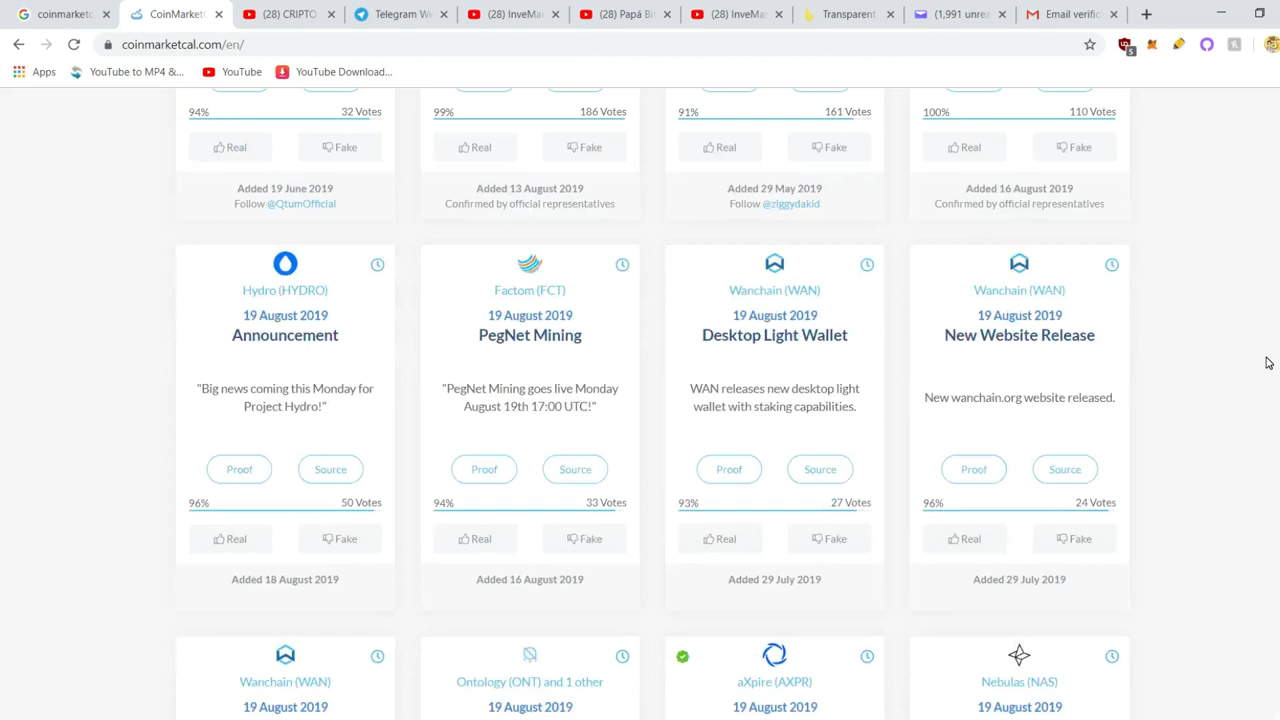 coinmarketc
CoinMarketC
(28) CRIPTO
Telegram We
(28) InveMa
(28) Papá Bi
(28) InveMa
Transparent
(1,991 unrea
Email verific
coinmarketcal.com/en/
5
Apps
YouTube to MP4 &...
YouTube
YouTube Download...
94% 32 Votes
99% 186 Votes
91% 161 Votes
100% 110 Votes
Real Fake
Real Fake
Real Fake
Real Fake
Added 19 June 2019
Follow @QtumOfficial
Added 13 August 2019
Confirmed by official representatives
Added 29 May 2019
Follow @ziggydakid
Added 16 August 2019
Confirmed by official representatives
Hydro (HYDRO)
19 August 2019
Announcement
"Big news coming this Monday for
Project Hydro!"
Proof Source
96% 50 Votes
Real Fake
Added 18 August 2019
Factom (FCT)
19 August 2019
PegNet Mining
"PegNet Mining goes live Monday
August 19th 17:00 UTC!"
Proof Source
94% 33 Votes
Real Fake
Added 16 August 2019
Wanchain (WAN)
19 August 2019
Desktop Light Wallet
WAN releases new desktop light
wallet with staking capabilities.
Proof Source
93% 27 Votes
Real Fake
Added 29 July 2019
Wanchain (WAN)
19 August 2019
New Website Release
New wanchain.org website released.
Proof Source
96% 24 Votes
Real Fake
Added 29 July 2019
Wanchain (WAN)
19 August 2019
Ontology (ONT) and 1 other
19 August 2019
aXpire (AXPR)
19 August 2019
Nebulas (NAS)
19 August 2019